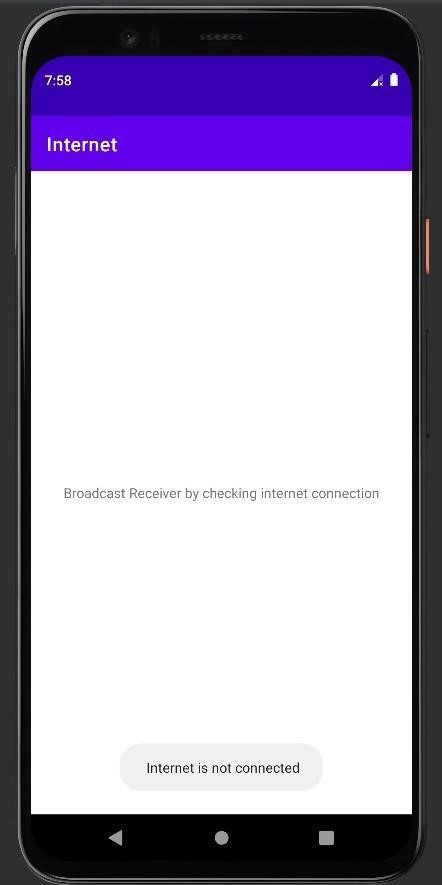 7:58
Internet
Broadcast Receiver by checking internet connection
Internet is not connected